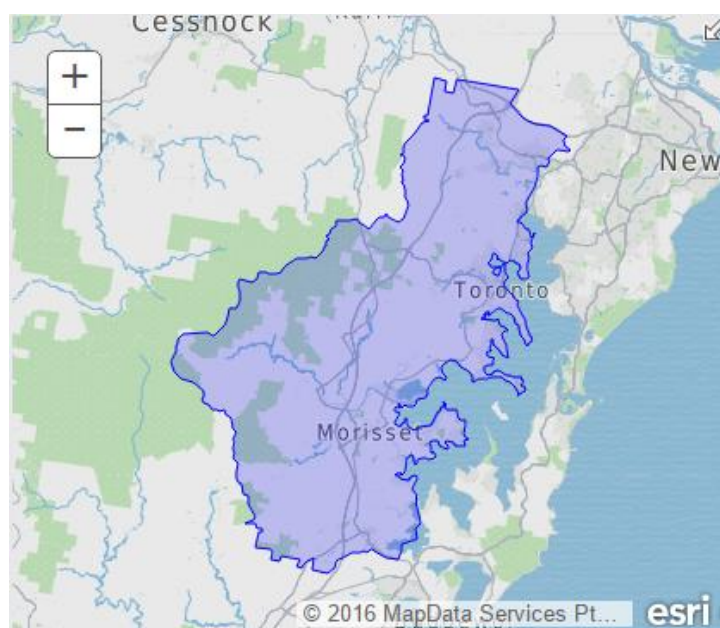 Cessnock
+
−
New
Toronto
Morisset
© 2016 MapData Services Pt...
esri